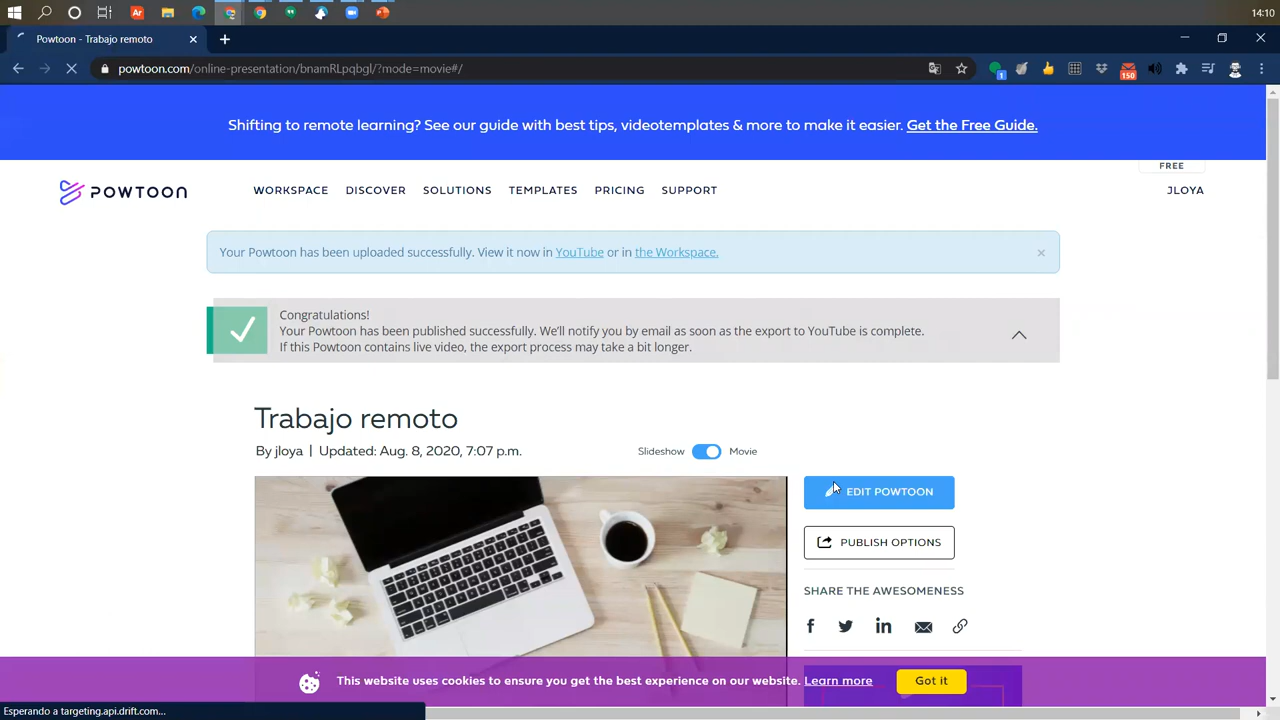 14:10
Powtoon - Trabajo remoto
powtoon.com/online-presentation/bnamRLpqbgl/?mode=movie#/
1
150
Shifting to remote learning? See our guide with best tips, videotemplates & more to make it easier. Get the Free Guide.
FREE
POWTOON
WORKSPACE DISCOVER SOLUTIONS TEMPLATES PRICING SUPPORT JLOYA
Your Powtoon has been uploaded successfully. View it now in YouTube or in the Workspace.
Congratulations!
Your Powtoon has been published successfully. We'll notify you by email as soon as the export to YouTube is complete.
If this Powtoon contains live video, the export process may take a bit longer.
Trabajo remoto
By jloya | Updated: Aug. 8, 2020, 7:07 p.m. Slideshow Movie
EDIT POWTOON
PUBLISH OPTIONS
SHARE THE AWESOMENESS
This website uses cookies to ensure you get the best experience on our website. Learn more Got it
Esperando a targeting.api.drift.com...